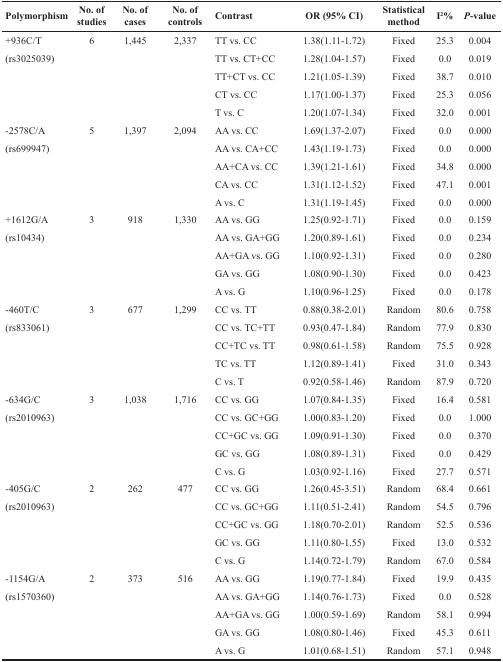 Polymorphism No. of studies No. of cases No. of controls Contrast OR (95% CI) Statistical method I²% P-value
+936C/T 6 1,445 2,337 TT vs. CC 1.38(1.11-1.72) Fixed 25.3 0.004
(rs3025039) TT vs. CT+CC 1.28(1.04-1.57) Fixed 0.0 0.019
TT+CT vs. CC 1.21(1.05-1.39) Fixed 38.7 0.010
CT vs. CC 1.17(1.00-1.37) Fixed 25.3 0.056
T vs. C 1.20(1.07-1.34) Fixed 32.0 0.001
-2578C/A 5 1,397 2,094 AA vs. CC 1.69(1.37-2.07) Fixed 0.0 0.000
(rs699947) AA vs. CA+CC 1.43(1.19-1.73) Fixed 0.0 0.000
AA+CA vs. CC 1.39(1.21-1.61) Fixed 34.8 0.000
CA vs. CC 1.31(1.12-1.52) Fixed 47.1 0.001
A vs. C 1.31(1.19-1.45) Fixed 0.0 0.000
+1612G/A 3 918 1,330 AA vs. GG 1.25(0.92-1.71) Fixed 0.0 0.159
(rs10434) AA vs. GA+GG 1.20(0.89-1.61) Fixed 0.0 0.234
AA+GA vs. GG 1.10(0.92-1.31) Fixed 0.0 0.280
GA vs. GG 1.08(0.90-1.30) Fixed 0.0 0.423
A vs. G 1.10(0.96-1.25) Fixed 0.0 0.178
-460T/C 3 677 1,299 CC vs. TT 0.88(0.38-2.01) Random 80.6 0.758
(rs833061) CC vs. TC+TT 0.93(0.47-1.84) Random 77.9 0.830
CC+TC vs. TT 0.98(0.61-1.58) Random 75.5 0.928
TC vs. TT 1.12(0.89-1.41) Fixed 31.0 0.343
C vs. T 0.92(0.58-1.46) Random 87.9 0.720
-634G/C 3 1,038 1,716 CC vs. GG 1.07(0.84-1.35) Fixed 16.4 0.581
(rs2010963) CC vs. GC+GG 1.00(0.83-1.20) Fixed 0.0 1.000
CC+GC vs. GG 1.09(0.91-1.30) Fixed 0.0 0.370
GC vs. GG 1.08(0.89-1.31) Fixed 0.0 0.429
C vs. G 1.03(0.92-1.16) Fixed 27.7 0.571
-405G/C 2 262 477 CC vs. GG 1.26(0.45-3.51) Random 68.4 0.661
(rs2010963) CC vs. GC+GG 1.11(0.51-2.41) Random 54.5 0.796
CC+GC vs. GG 1.18(0.70-2.01) Random 52.5 0.536
GC vs. GG 1.11(0.80-1.55) Fixed 13.0 0.532
C vs. G 1.14(0.72-1.79) Random 67.0 0.584
-1154G/A 2 373 516 AA vs. GG 1.19(0.77-1.84) Fixed 19.9 0.435
(rs1570360) AA vs. GA+GG 1.14(0.76-1.73) Fixed 0.0 0.528
AA+GA vs. GG 1.00(0.59-1.69) Random 58.1 0.994
GA vs. GG 1.08(0.80-1.46) Fixed 45.3 0.611
A vs. G 1.01(0.68-1.51) Random 57.1 0.948